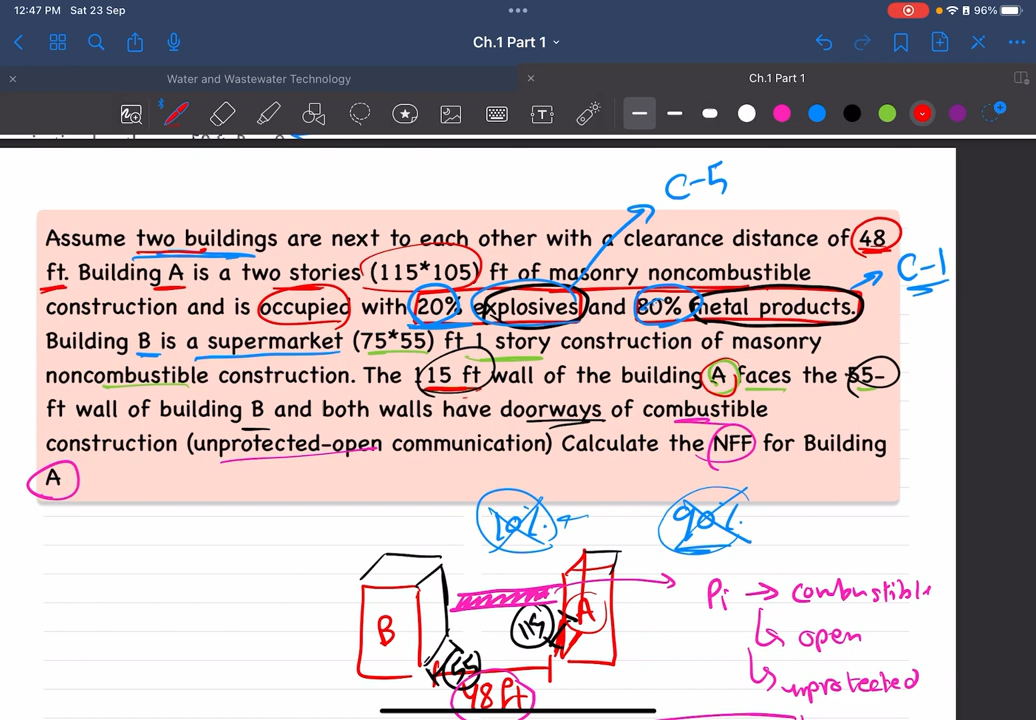 12:47 PM Sat 23 Sep
96%
Ch.1 Part 1
Water and Wastewater Technology
Ch.1 Part 1
C-5
Assume two buildings are next to each other with a clearance distance of 48
ft. Building A is a two stories (115*105) ft of masonry noncombustible
C-1
construction and is occupied with 20% explosives and 80% metal products.
Building B is a supermarket (75*55) ft 1 story construction of masonry
noncombustible construction. The 115 ft wall of the building A faces the 55-
ft wall of building B and both walls have doorways of combustible
construction (unprotected-open communication) Calculate the NFF for Building
A
10%
90%
Pi → combustible
B
115
A
open
55
unprotected
48 ft